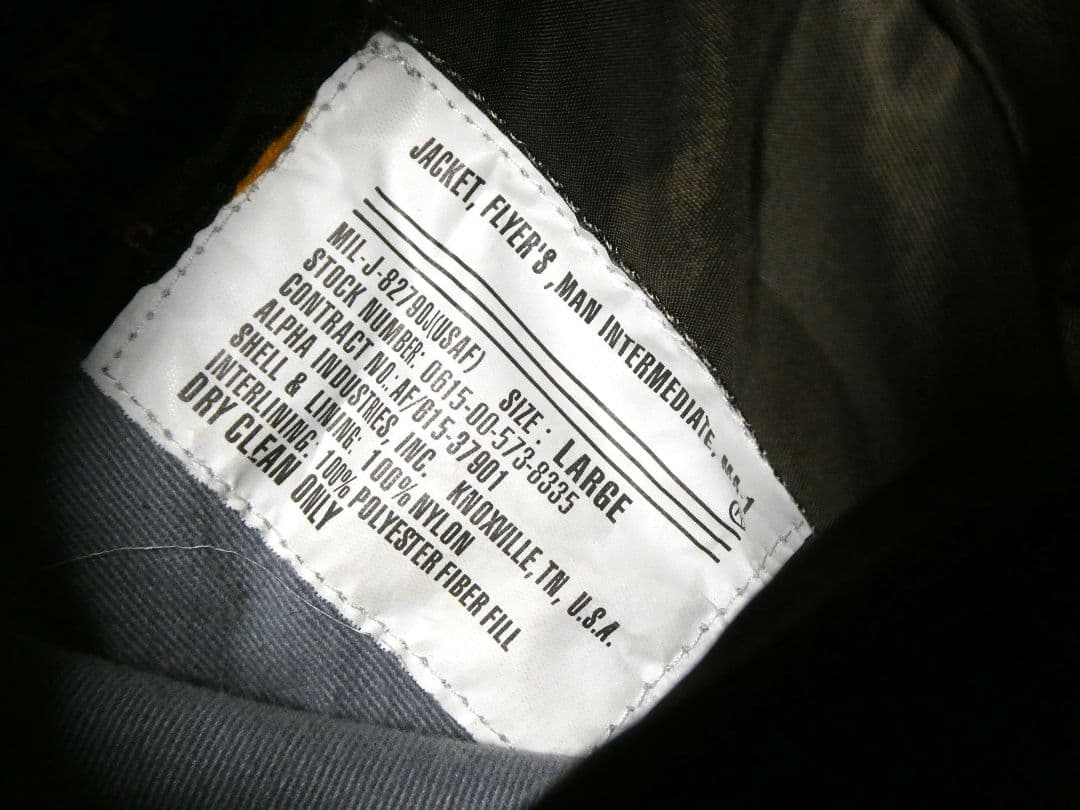 JACKET, FLYER'S ,MAN INTERMEDIATE, MA-1
MIL-J-82790J(USAF) SIZE : LARGE
STOCK NUMBER: 0615-00-573-8335
CONTRACT NO. AF/615-37901
ALPHA INDUSTRIES, INC. KNOXVILLE, TN, U.S.A.
SHELL & LINING: 100% NYLON
INTERLINING: 100% POLYESTER FIBER FILL
DRY CLEAN ONLY